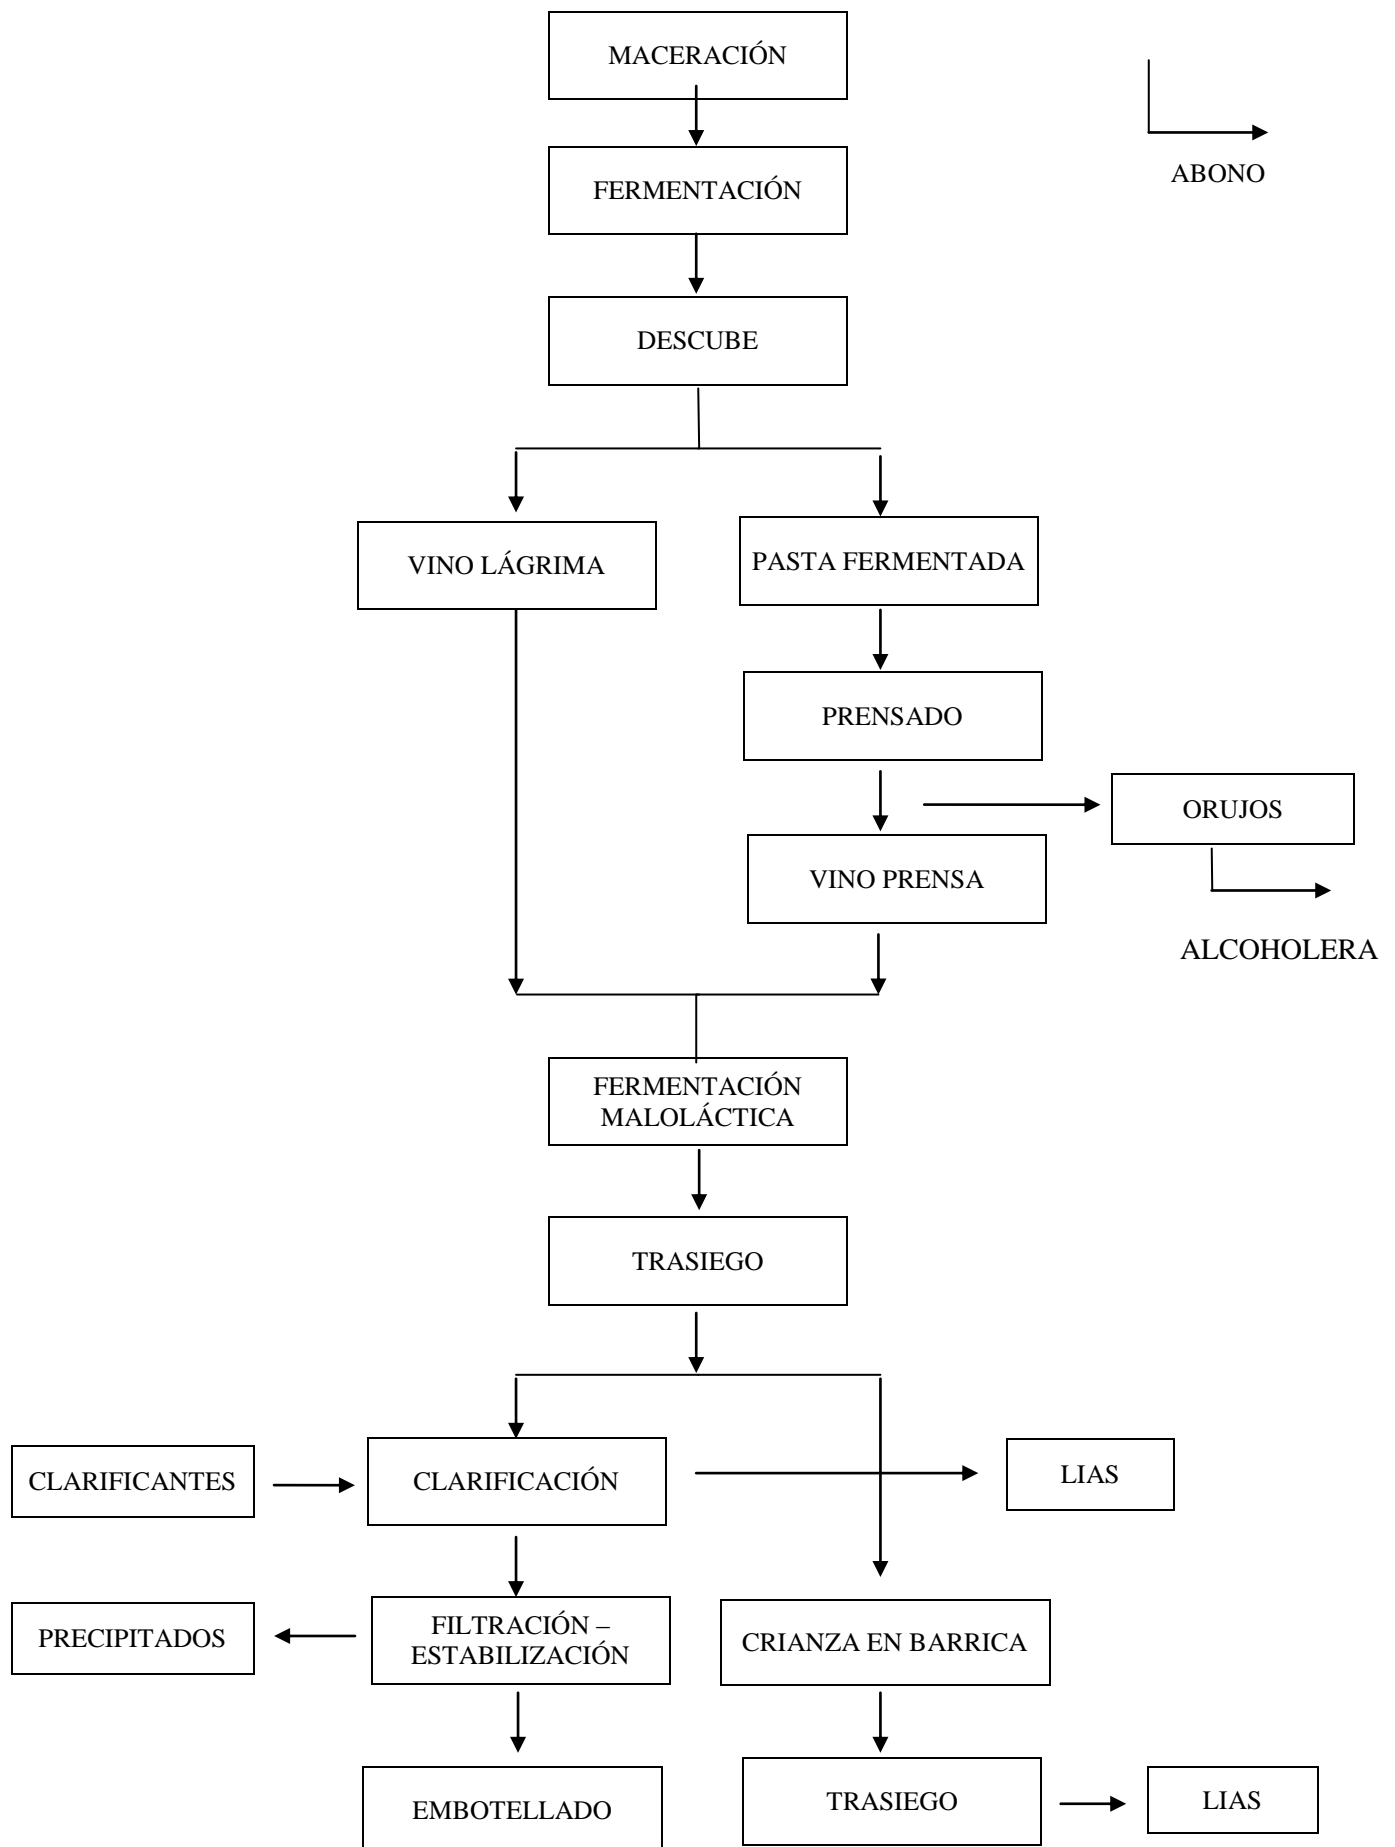 MACERACIÓN
ABONO
FERMENTACIÓN
DESCUBE
VINO LÁGRIMA
PASTA FERMENTADA
PRENSADO
ORUJOS
VINO PRENSA
ALCOHOLERA
FERMENTACIÓN
MALOLÁCTICA
TRASIEGO
CLARIFICANTES
CLARIFICACIÓN
LIAS
PRECIPITADOS
FILTRACIÓN –
ESTABILIZACIÓN
CRIANZA EN BARRICA
EMBOTELLADO
TRASIEGO
LIAS